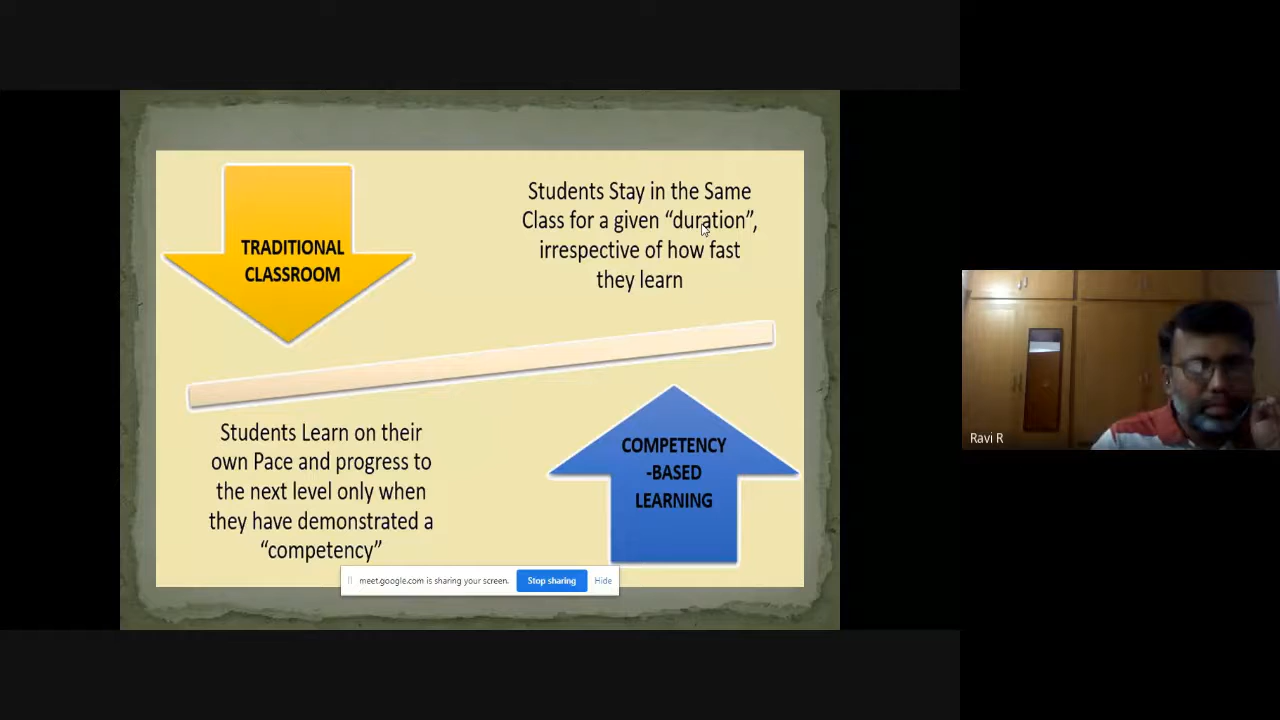 TRADITIONAL
CLASSROOM
Students Stay in the Same
Class for a given “duration”,
irrespective of how fast
they learn
Students Learn on their
own Pace and progress to
the next level only when
they have demonstrated a
“competency”
COMPETENCY
-BASED
LEARNING
meet.google.com is sharing your screen.
Stop sharing
Hide
Ravi R